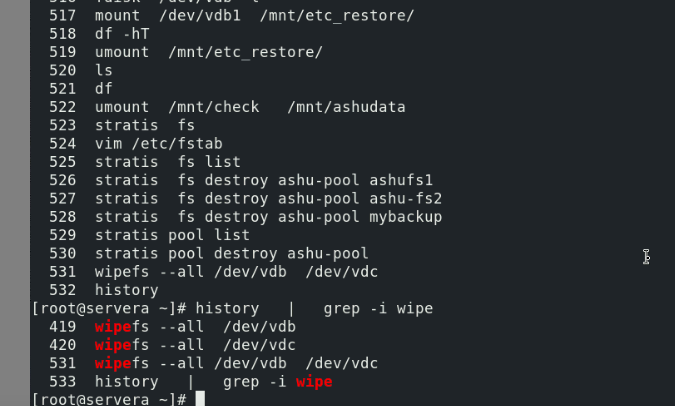 517  mount  /dev/vdb1  /mnt/etc_restore/
518  df -hT
519  umount  /mnt/etc_restore/
520  ls
521  df
522  umount  /mnt/check   /mnt/ashudata
523  stratis  fs
524  vim /etc/fstab
525  stratis  fs list
526  stratis  fs destroy ashu-pool ashufs1
527  stratis  fs destroy ashu-pool ashu-fs2
528  stratis  fs destroy ashu-pool mybackup
529  stratis pool list
530  stratis pool destroy ashu-pool
531  wipefs --all /dev/vdb  /dev/vdc
532  history
[root@servera ~]# history   |   grep -i wipe
419  wipefs --all  /dev/vdb
420  wipefs --all  /dev/vdc
531  wipefs --all /dev/vdb  /dev/vdc
533  history   |   grep -i wipe
[root@servera ~]#